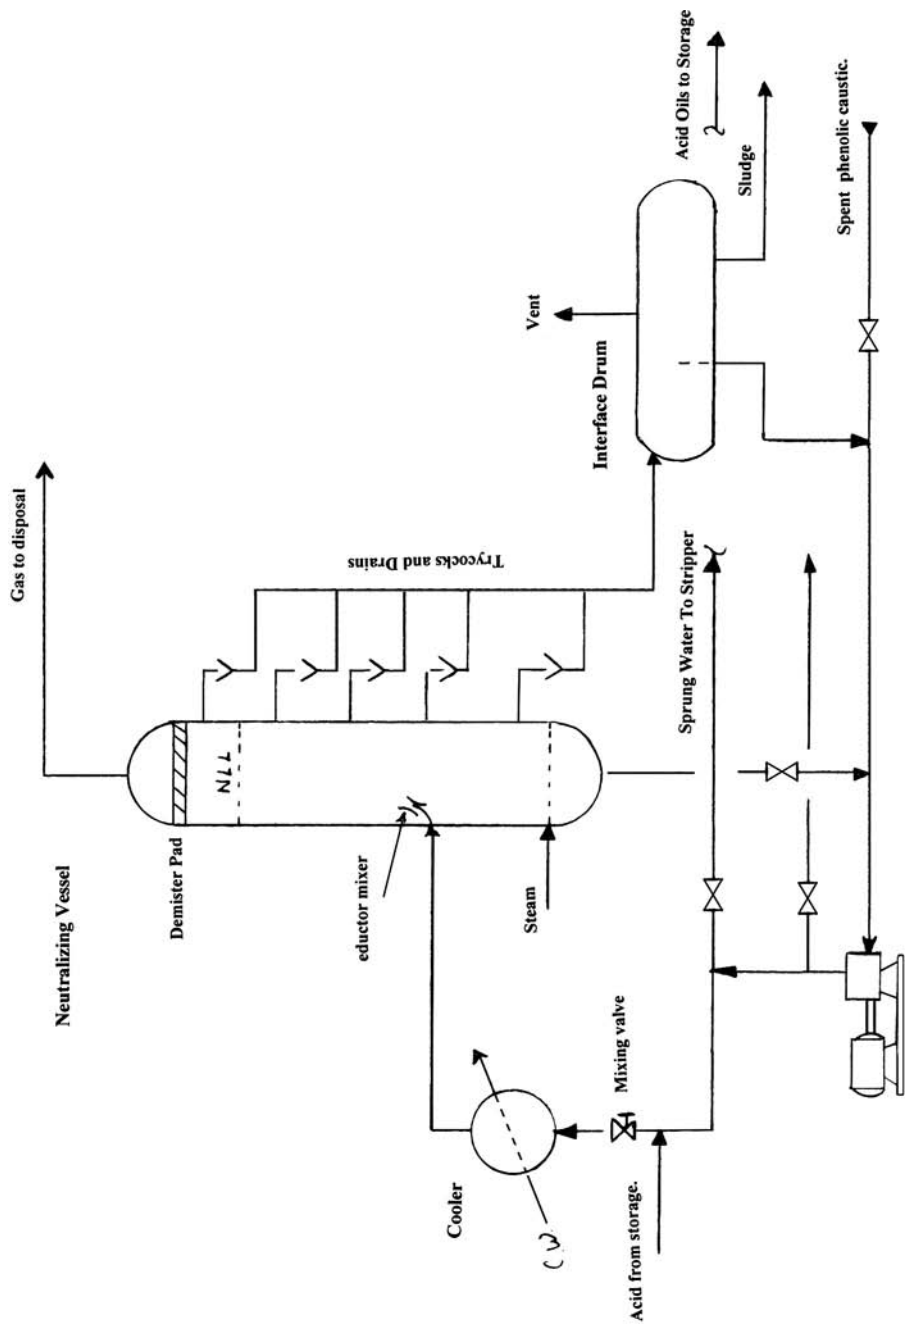 Gas to disposal
Neutralizing Vessel
Demister Pad
NLL
eductor mixer
Trycocks and Drains
Vent
Cooler
C.W.
Steam
Interface Drum
Acid from storage.
Mixing valve
Sprung Water To Stripper
Acid Oils to Storage
Sludge
Spent phenolic caustic.